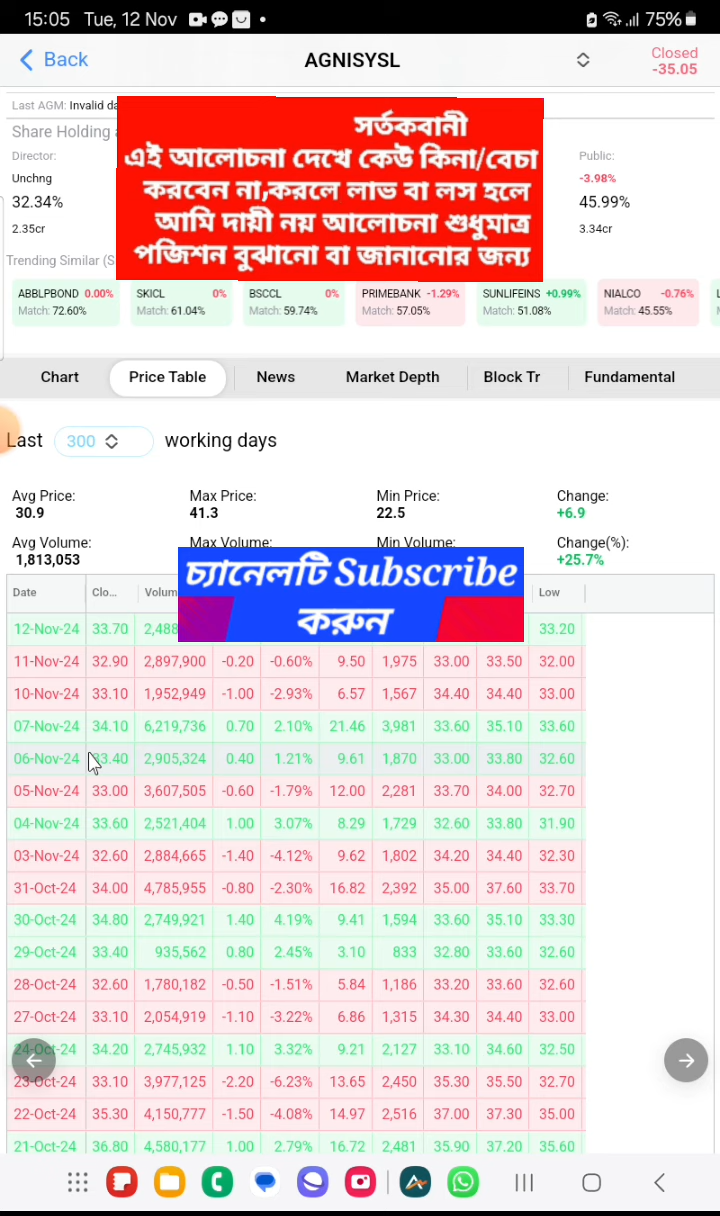 15:05 Tue, 12 Nov 75%
Back AGNISYSL Closed
-35.05
Last AGM: Invalid da
Share Holding
Director: Public:
Unchng -3.98%
32.34% 45.99%
2.35cr 3.34cr
সর্তকবানী
এই আলোচনা দেখে কেউ কিনা/বেচা
করবেন না,করলে লাভ বা লস হলে
আমি দায়ী নয় আলোচনা শুধুমাত্র
পজিশন বুঝানো বা জানানোর জন্য
Trending Similar (S
ABBLPBOND 0.00% SKICL 0% BSCCL 0% PRIMEBANK -1.29% SUNLIFEINS +0.99% NIALCO -0.76%
Match: 72.60% Match: 61.04% Match: 59.74% Match: 57.05% Match: 51.08% Match: 45.55%
Chart Price Table News Market Depth Block Tr Fundamental
Last 300 working days
Avg Price: Max Price: Min Price: Change:
30.9 41.3 22.5 +6.9
Avg Volume: Max Volume: Min Volume: Change(%):
1,813,053 +25.7%
চ্যানেলটি Subscribe
করুন
Date Clo... Volum Low
12-Nov-24 33.70 2,488 33.20
11-Nov-24 32.90 2,897,900 -0.20 -0.60% 9.50 1,975 33.00 33.50 32.00
10-Nov-24 33.10 1,952,949 -1.00 -2.93% 6.57 1,567 34.40 34.40 33.00
07-Nov-24 34.10 6,219,736 0.70 2.10% 21.46 3,981 33.60 35.10 33.60
06-Nov-24 33.40 2,905,324 0.40 1.21% 9.61 1,870 33.00 33.80 32.60
05-Nov-24 33.00 3,607,505 -0.60 -1.79% 12.00 2,281 33.70 34.00 32.70
04-Nov-24 33.60 2,521,404 1.00 3.07% 8.29 1,729 32.60 33.80 31.90
03-Nov-24 32.60 2,884,665 -1.40 -4.12% 9.62 1,802 34.20 34.40 32.30
31-Oct-24 34.00 4,785,955 -0.80 -2.30% 16.82 2,392 35.00 37.60 33.70
30-Oct-24 34.80 2,749,921 1.40 4.19% 9.41 1,594 33.60 35.10 33.30
29-Oct-24 33.40 935,562 0.80 2.45% 3.10 833 32.80 33.60 32.60
28-Oct-24 32.60 1,780,182 -0.50 -1.51% 5.84 1,186 33.20 33.60 32.60
27-Oct-24 33.10 2,054,919 -1.10 -3.22% 6.86 1,315 34.30 34.40 33.00
24-Oct-24 34.20 2,745,932 1.10 3.32% 9.21 2,127 33.10 34.60 32.50
23-Oct-24 33.10 3,977,125 -2.20 -6.23% 13.65 2,450 35.30 35.50 32.70
22-Oct-24 35.30 4,150,777 -1.50 -4.08% 14.97 2,516 37.00 37.30 35.00
21-Oct-24 36.80 4,580,177 1.00 2.79% 16.72 2,481 35.90 37.20 35.60